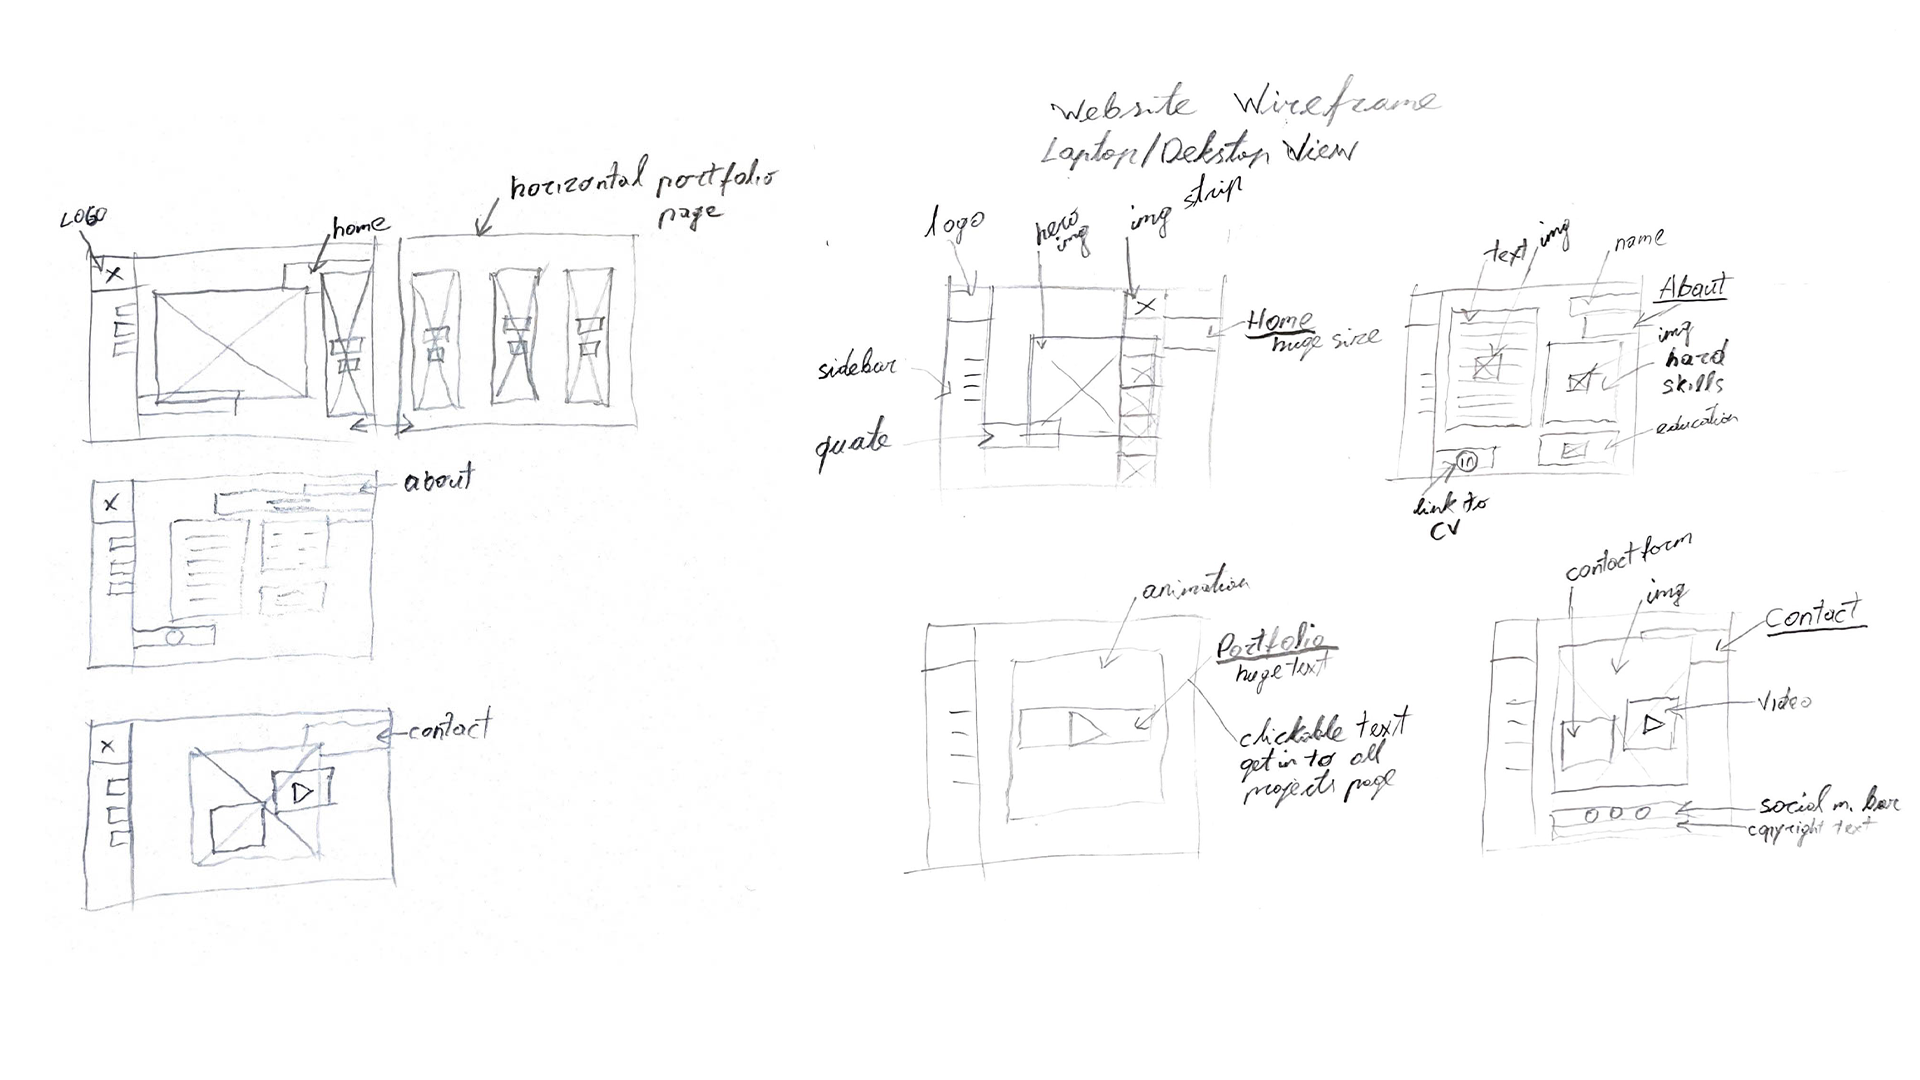 Website Wireframe
Laptop/Dekstop View
LOGO
home
horizontal portfolio
page
about
contact
logo
hero
img
img strip
sidebar
quate
Home
huge size
text
img
name
About
img
hard
skills
education
in
link to
CV
animation
Portfolio
huge text
clickable text
get in to all
projects page
contact form
img
Contact
Video
social m. bar
copyright text